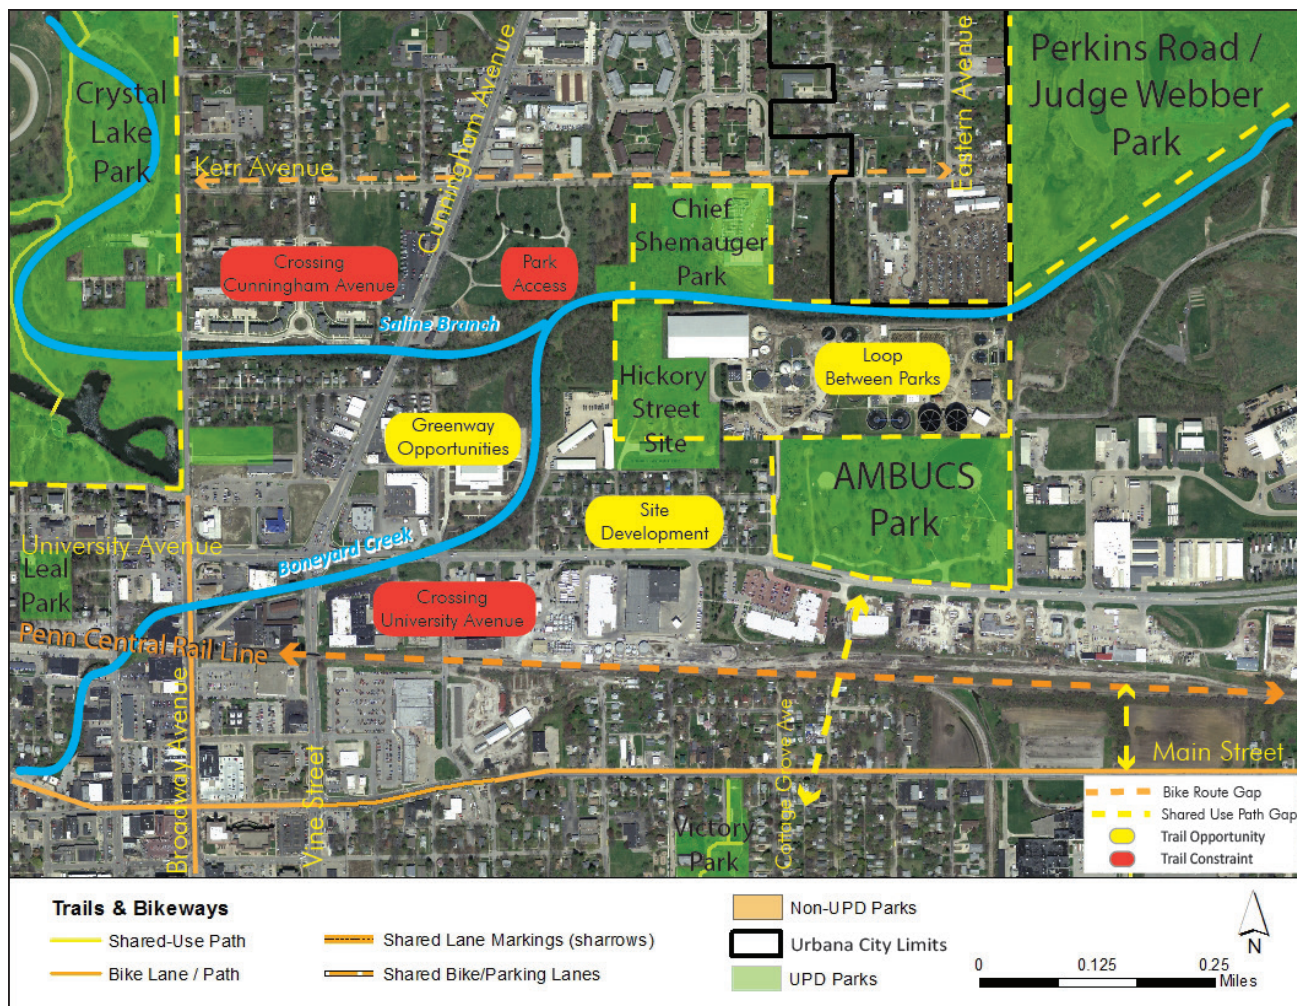 Perkins Road /
Judge Webber
Park
Crystal
Lake
Park
Cunningham Avenue
Eastern Avenue
Kerr Avenue
Chief
Shemauger
Park
Crossing
Cunningham Avenue
Park
Access
Saline Branch
Loop
Between Parks
Hickory
Street
Site
Greenway
Opportunities
AMBUCS
Park
Site
Development
University Avenue
Boneyard Creek
Leal
Park
Crossing
University Avenue
Penn Central Rail Line
Broadway Avenue
Vine Street
Cottage Grove Ave
Main Street
Victory
Park
Bike Route Gap
Shared Use Path Gap
Trail Opportunity
Trail Constraint
Trails & Bikeways
Shared-Use Path
Bike Lane / Path
Shared Lane Markings (sharrows)
Shared Bike/Parking Lanes
Non-UPD Parks
Urbana City Limits
UPD Parks
N
0 0.125 0.25
Miles